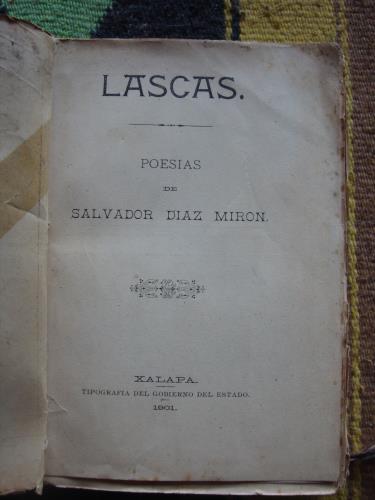 LASCAS.
POESIAS
DE
SALVADOR DIAZ MIRON.
XALAPA.
TIPOGRAFIA DEL GOBIERNO DEL ESTADO.
1901.